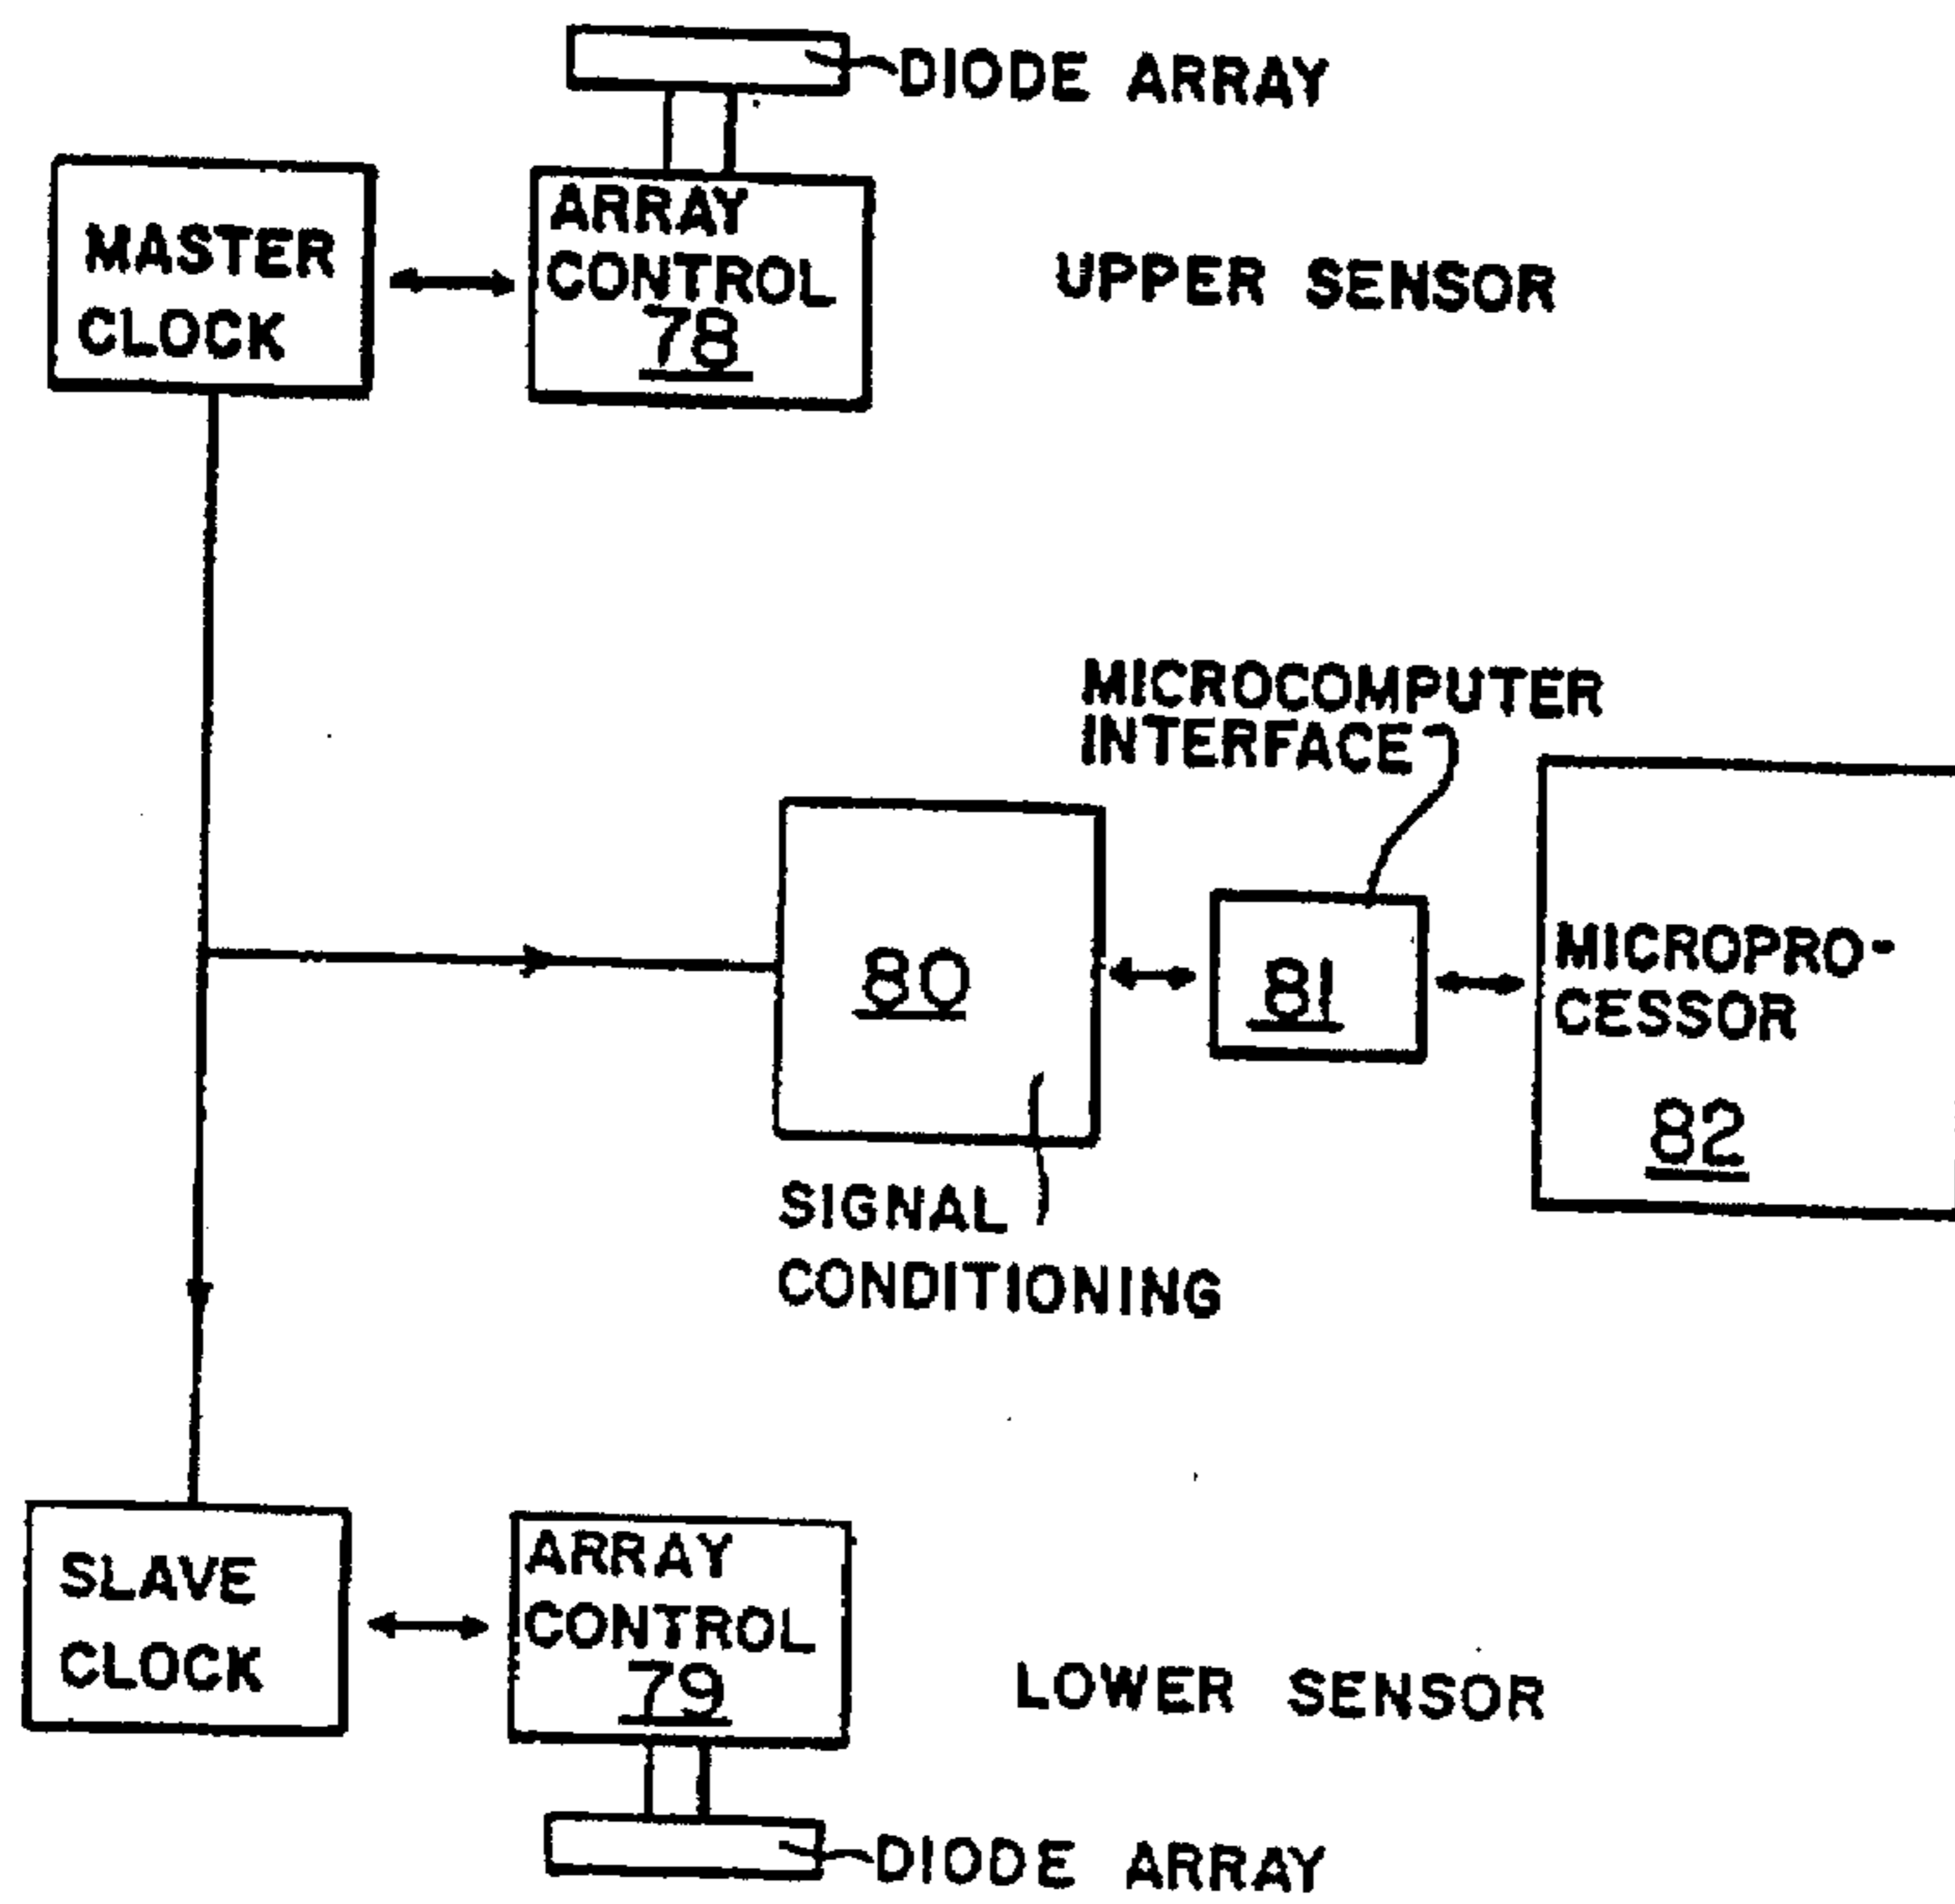 DIODE ARRAY
MASTER
CLOCK
ARRAY
CONTROL
78
UPPER SENSOR
MICROCOMPUTER
INTERFACE
80
81
MICROPRO-
CESSOR
82
SIGNAL
CONDITIONING
SLAVE
CLOCK
ARRAY
CONTROL
79
LOWER SENSOR
DIODE ARRAY